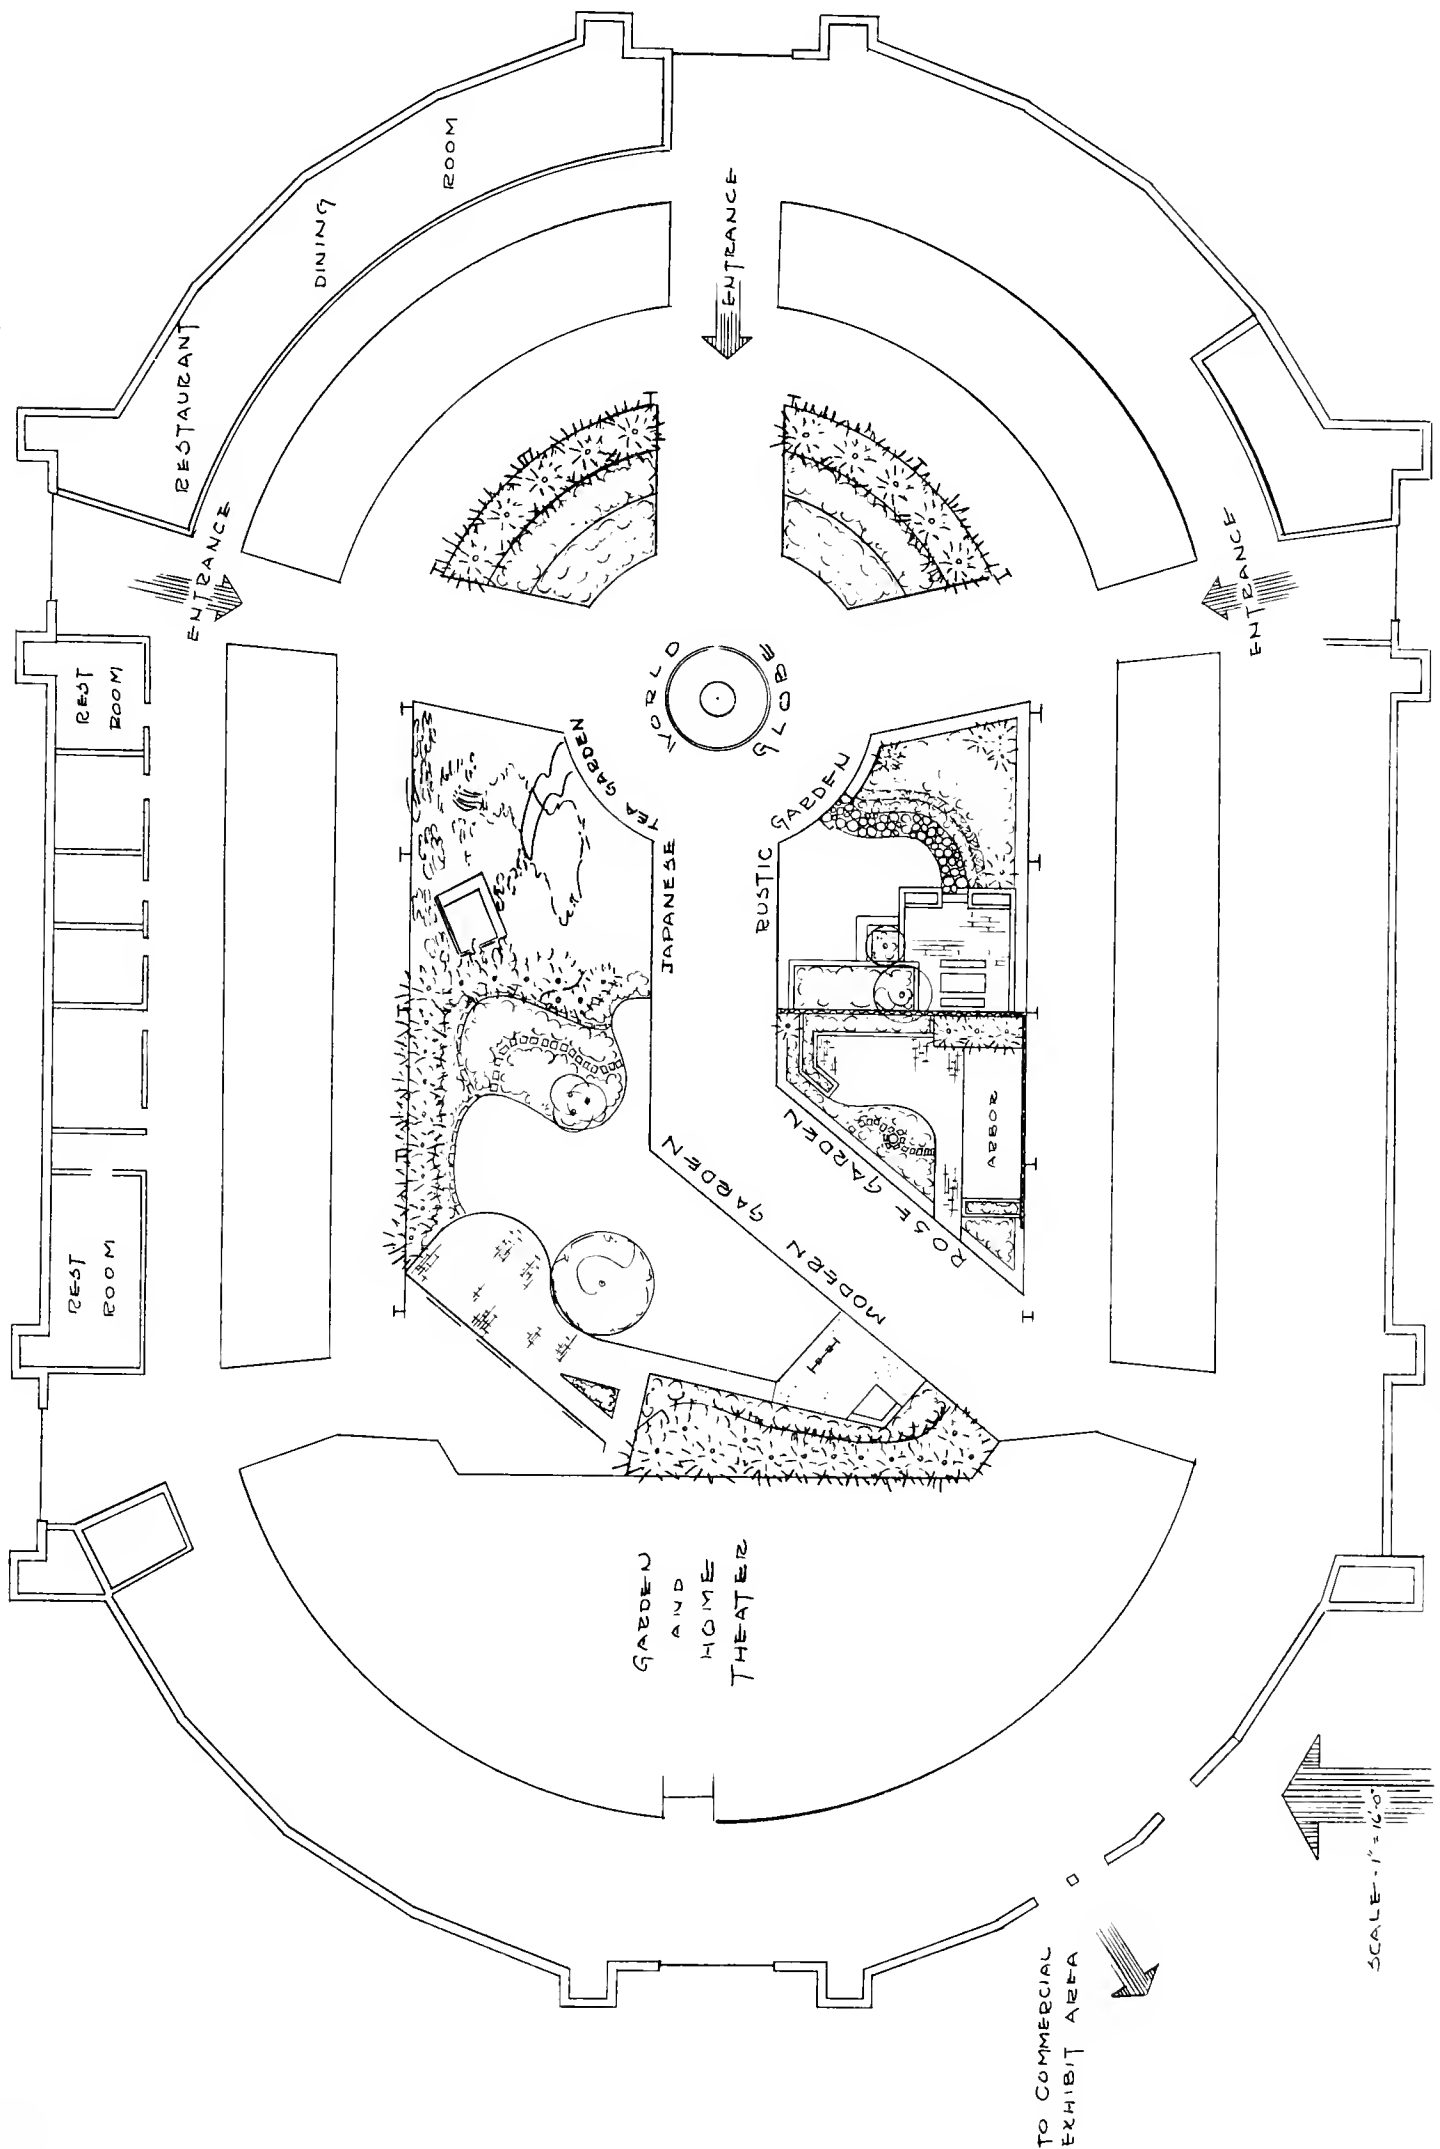 RESTAURANT DINING ROOM
ENTRANCE
ENTRANCE
ENTRANCE
REST
ROOM
REST
ROOM
WORLD
GLOBE
JAPANESE TEA GARDEN
RUSTIC GARDEN
MODERN GARDEN
ROSE GARDEN
ARBOR
GARDEN
AND
HOME
THEATER
TO COMMERCIAL
EXHIBIT AREA
SCALE - 1" = 16'-0"